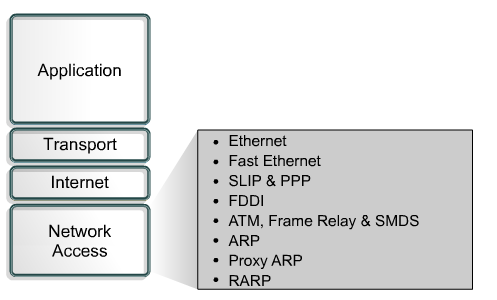 Application
Transport
Internet
Network
Access
• Ethernet
• Fast Ethernet
• SLIP & PPP
• FDDI
• ATM, Frame Relay & SMDS
• ARP
• Proxy ARP
• RARP